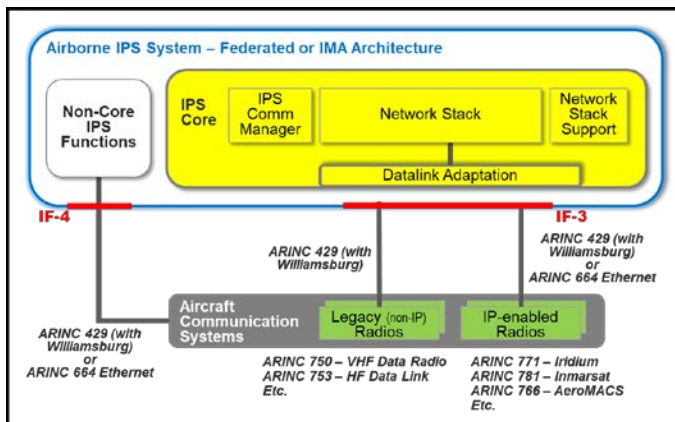 Airborne IPS System – Federated or IMA Architecture
Non-Core
IPS
Functions
IPS
Core
IPS
Comm
Manager
Network Stack
Network
Stack
Support
Datalink Adaptation
IF-4
IF-3
ARINC 429 (with
Williamsburg)
ARINC 429 (with
Williamsburg)
or
ARINC 664 Ethernet
Aircraft
Communication
Systems
Legacy (non-IP)
Radios
IP-enabled
Radios
ARINC 429 (with
Williamsburg)
or
ARINC 664 Ethernet
ARINC 750 – VHF Data Radio
ARINC 753 – HF Data Link
Etc.
ARINC 771 – Iridium
ARINC 781 – Inmarsat
ARINC 766 – AeroMACS
Etc.